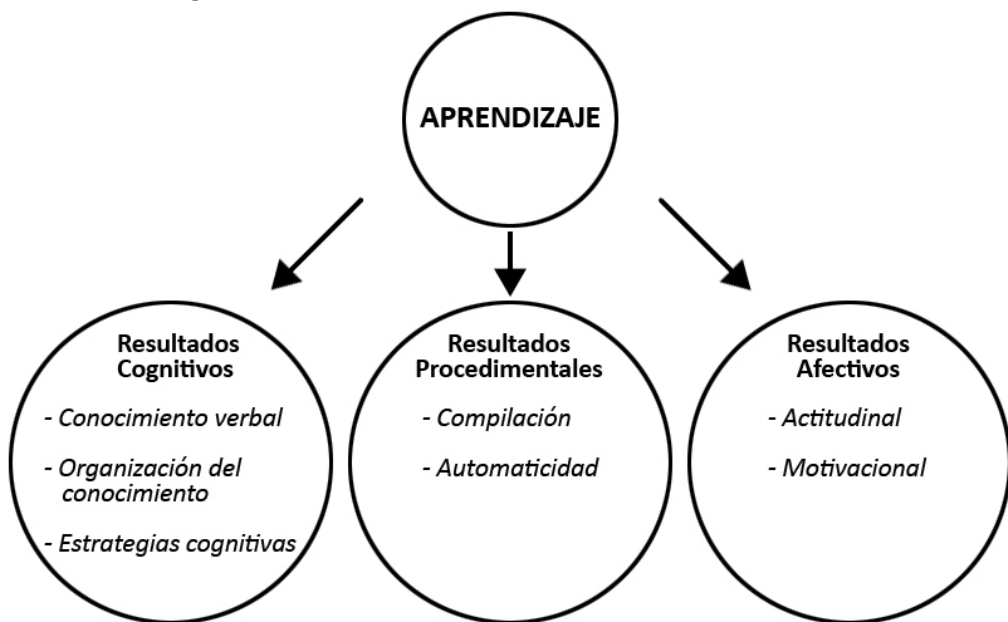 APRENDIZAJE
Resultados
Cognitivos
- Conocimiento verbal
- Organización del
conocimiento
- Estrategias cognitivas
Resultados
Procedimentales
- Compilación
- Automaticidad
Resultados
Afectivos
- Actitudinal
- Motivacional